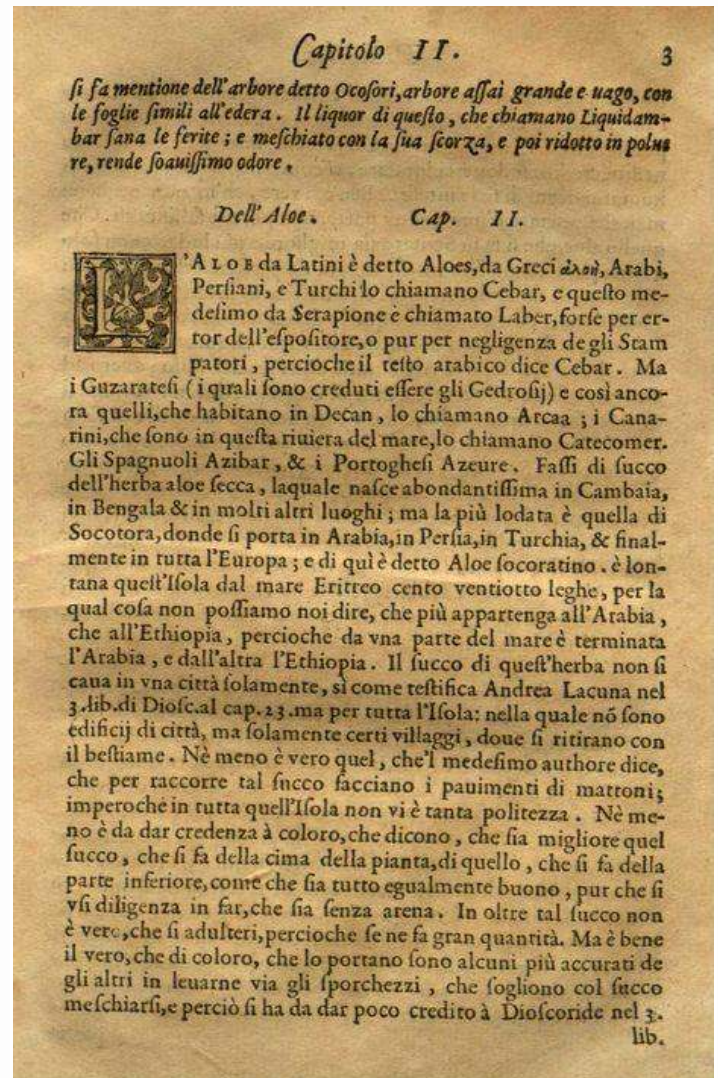 Capitolo II. 3
ſi fa mentione dell'arbore detto Ocoſori, arbore aſſai grande e uago, con
le foglie ſimili all'edera. Il liquor di queſto, che chiamano Liquidam-
bar ſana le ferite; e meſchiato con la ſua ſcorza, e poi ridotto in polue
re, rende ſoauiſſimo odore.
Dell'Aloe. Cap. II.
L'ALOE da Latini è detto Aloes, da Greci ἀλοὴ, Arabi,
Perſiani, e Turchi lo chiamano Cebar, e queſto me-
deſimo da Serapione è chiamato Laber, forſe per er-
ror dell'eſpoſitore, o pur per negligenza degli Stam
patori, percioche il teſto arabico dice Cebar. Ma
i Guzarateſi (i quali ſono creduti eſſere gli Gedroſij) e così anco-
ra quelli, che habitano in Decan, lo chiamano Arcaa; i Cana-
rini, che ſono in queſta riuiera del mare, lo chiamano Catecomer.
Gli Spagnuoli Azibar, & i Portogheſi Azeure. Faſſi di ſucco
dell'herba aloe ſecca, laquale naſce abondantiſſima in Cambaia,
in Bengala & in molti altri luoghi; ma la più lodata è quella di
Socotora, donde ſi porta in Arabia, in Perſia, in Turchia, & final-
mente in tutta l'Europa; e di quì è detto Aloe ſocoratino. è lon-
tana queſt'Iſola dal mare Eritreo cento ventiotto leghe, per la
qual coſa non poſſiamo noi dire, che più appartenga all'Arabia,
che all'Ethiopia, percioche da vna parte del mare è terminata
l'Arabia, e dall'altra l'Ethiopia. Il ſucco di queſt'herba non ſi
caua in vna città ſolamente, sì come teſtifica Andrea Lacuna nel
3.lib.di Dioſc.al cap.23.ma per tutta l'Iſola: nella quale nõ ſono
edificij di città, ma ſolamente certi villaggi, doue ſi ritirano con
il beſtiame. Nè meno è vero quel, che'l medeſimo authore dice,
che per raccorre tal ſucco facciano i pauimenti di mattoni;
imperoché in tutta quell'Iſola non vi è tanta politezza. Nè me-
no è da dar credenza à coloro, che dicono, che ſia migliore quel
ſucco, che ſi fa della cima della pianta, di quello, che ſi fa della
parte inferiore, come che ſia tutto egualmente buono, pur che ſi
vſi diligenza in far, che ſia ſenza arena. In oltre tal ſucco non
è vero, che ſi adulteri, percioche ſe ne fa gran quantità. Ma è bene
il vero, che di coloro, che lo portano ſono alcuni più accurati de
gli altri in leuarne via gli ſporchezzi, che ſogliono col ſucco
meſchiarſi, e perciò ſi ha da dar poco credito à Dioſcoride nel 3.
lib.